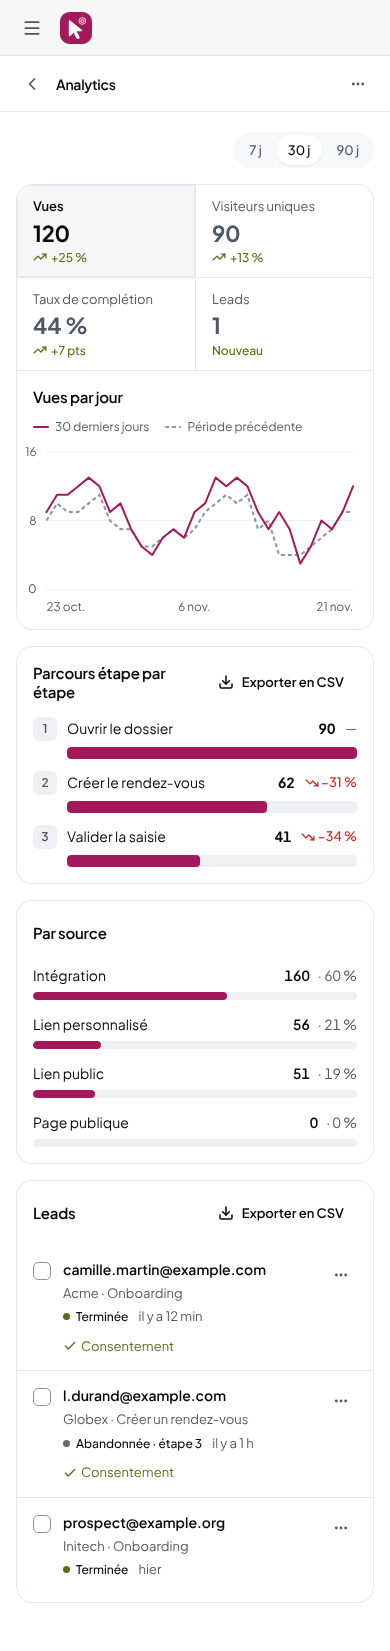 Analytics
7 j 30 j 90 j
Vues
120
+25 %
Visiteurs uniques
90
+13 %
Taux de complétion
44 %
+7 pts
Leads
1
Nouveau
Vues par jour
30 derniers jours Période précédente
16
8
0
23 oct. 6 nov. 21 nov.
Parcours étape par
étape
Exporter en CSV
1 Ouvrir le dossier 90 —
2 Créer le rendez-vous 62 −31 %
3 Valider la saisie 41 −34 %
Par source
Intégration 160 · 60 %
Lien personnalisé 56 · 21 %
Lien public 51 · 19 %
Page publique 0 · 0 %
Leads Exporter en CSV
camille.martin@example.com
Acme · Onboarding
Terminée il y a 12 min
Consentement
l.durand@example.com
Globex · Créer un rendez-vous
Abandonnée · étape 3 il y a 1 h
Consentement
prospect@example.org
Initech · Onboarding
Terminée hier